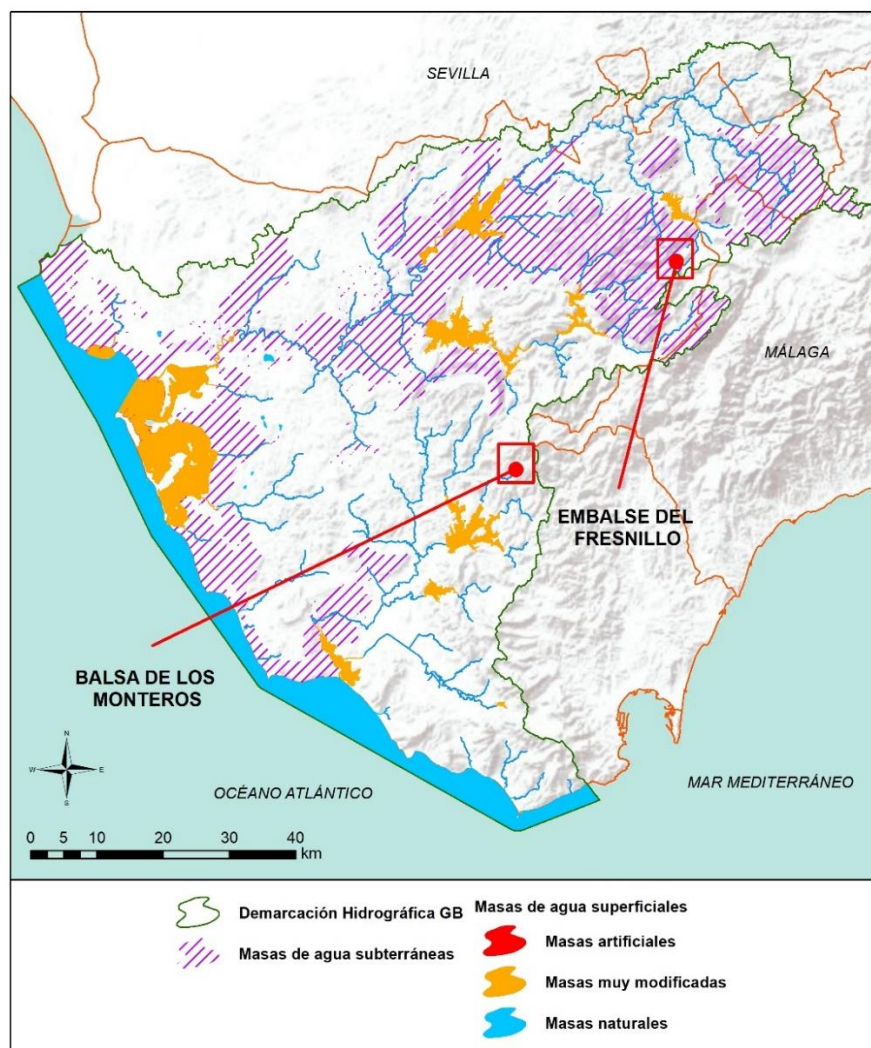 SEVILLA
MÁLAGA
EMBALSE DEL
FRESNILLO
BALSA DE LOS
MONTEROS
N
W
E
S
OCÉANO ATLÁNTICO
MAR MEDITERRÁNEO
0 5 10 20 30 40
km
Demarcación Hidrográfica GB
Masas de agua subterráneas
Masas de agua superficiales
Masas artificiales
Masas muy modificadas
Masas naturales